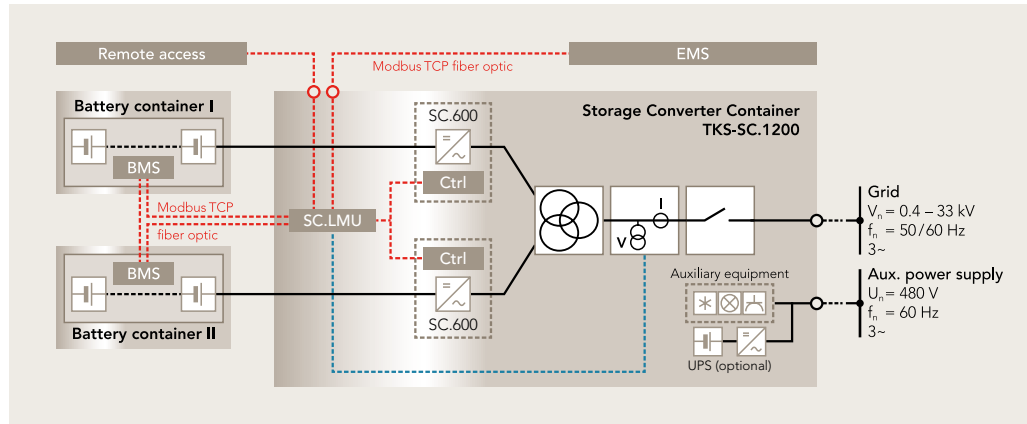 Remote access
EMS
Modbus TCP fiber optic
Battery container I
BMS
Storage Converter Container
TKS-SC.1200
SC.600
Ctrl
Modbus TCP
fiber optic
SC.LMU
I
V
Grid
Vn = 0.4 – 33 kV
fn = 50/60 Hz
3~
BMS
Battery container II
Ctrl
SC.600
Auxiliary equipment
UPS (optional)
Aux. power supply
Un = 480 V
fn = 60 Hz
3~